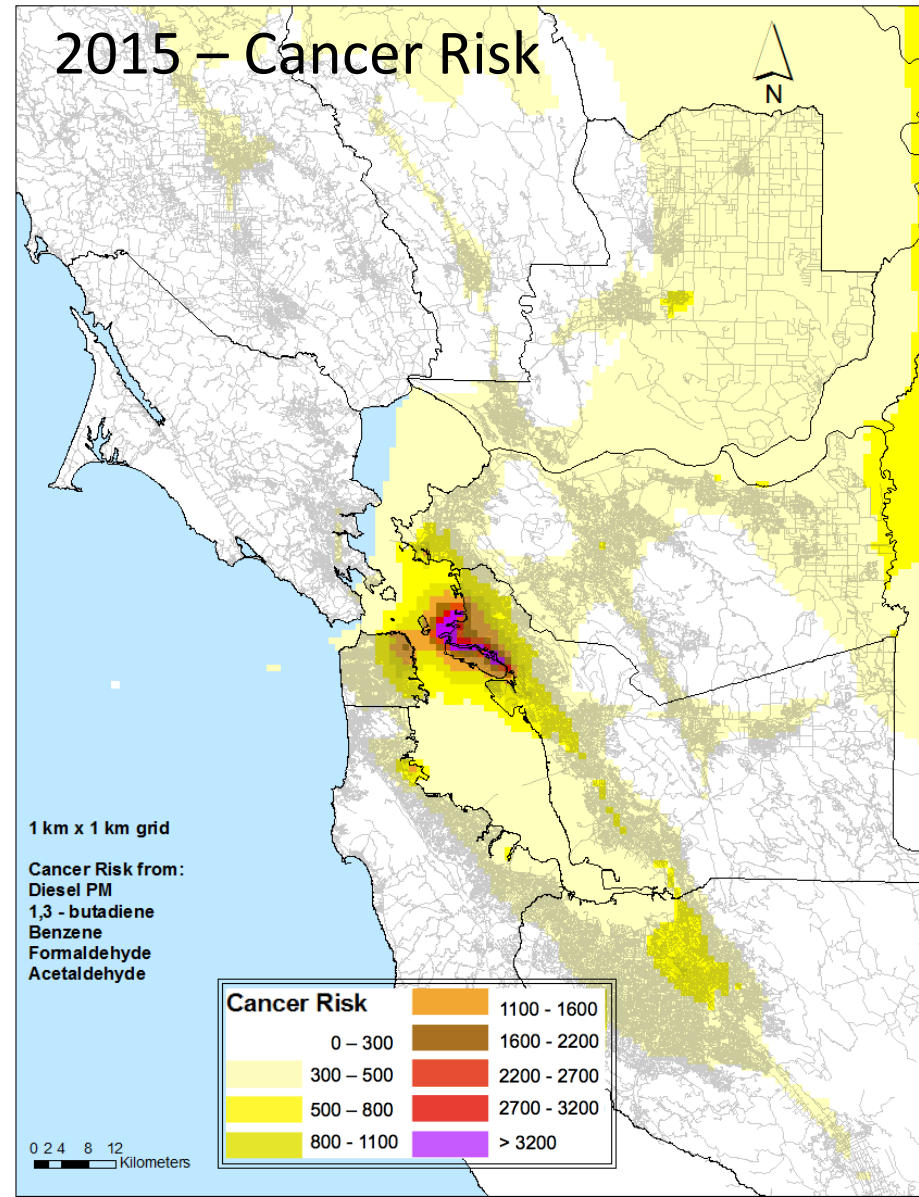 2015 – Cancer Risk
N
1 km x 1 km grid
Cancer Risk from:
Diesel PM
1,3 - butadiene
Benzene
Formaldehyde
Acetaldehyde
Cancer Risk
0 – 300
300 – 500
500 – 800
800 - 1100
1100 - 1600
1600 - 2200
2200 - 2700
2700 - 3200
> 3200
0 2 4 8 12
Kilometers